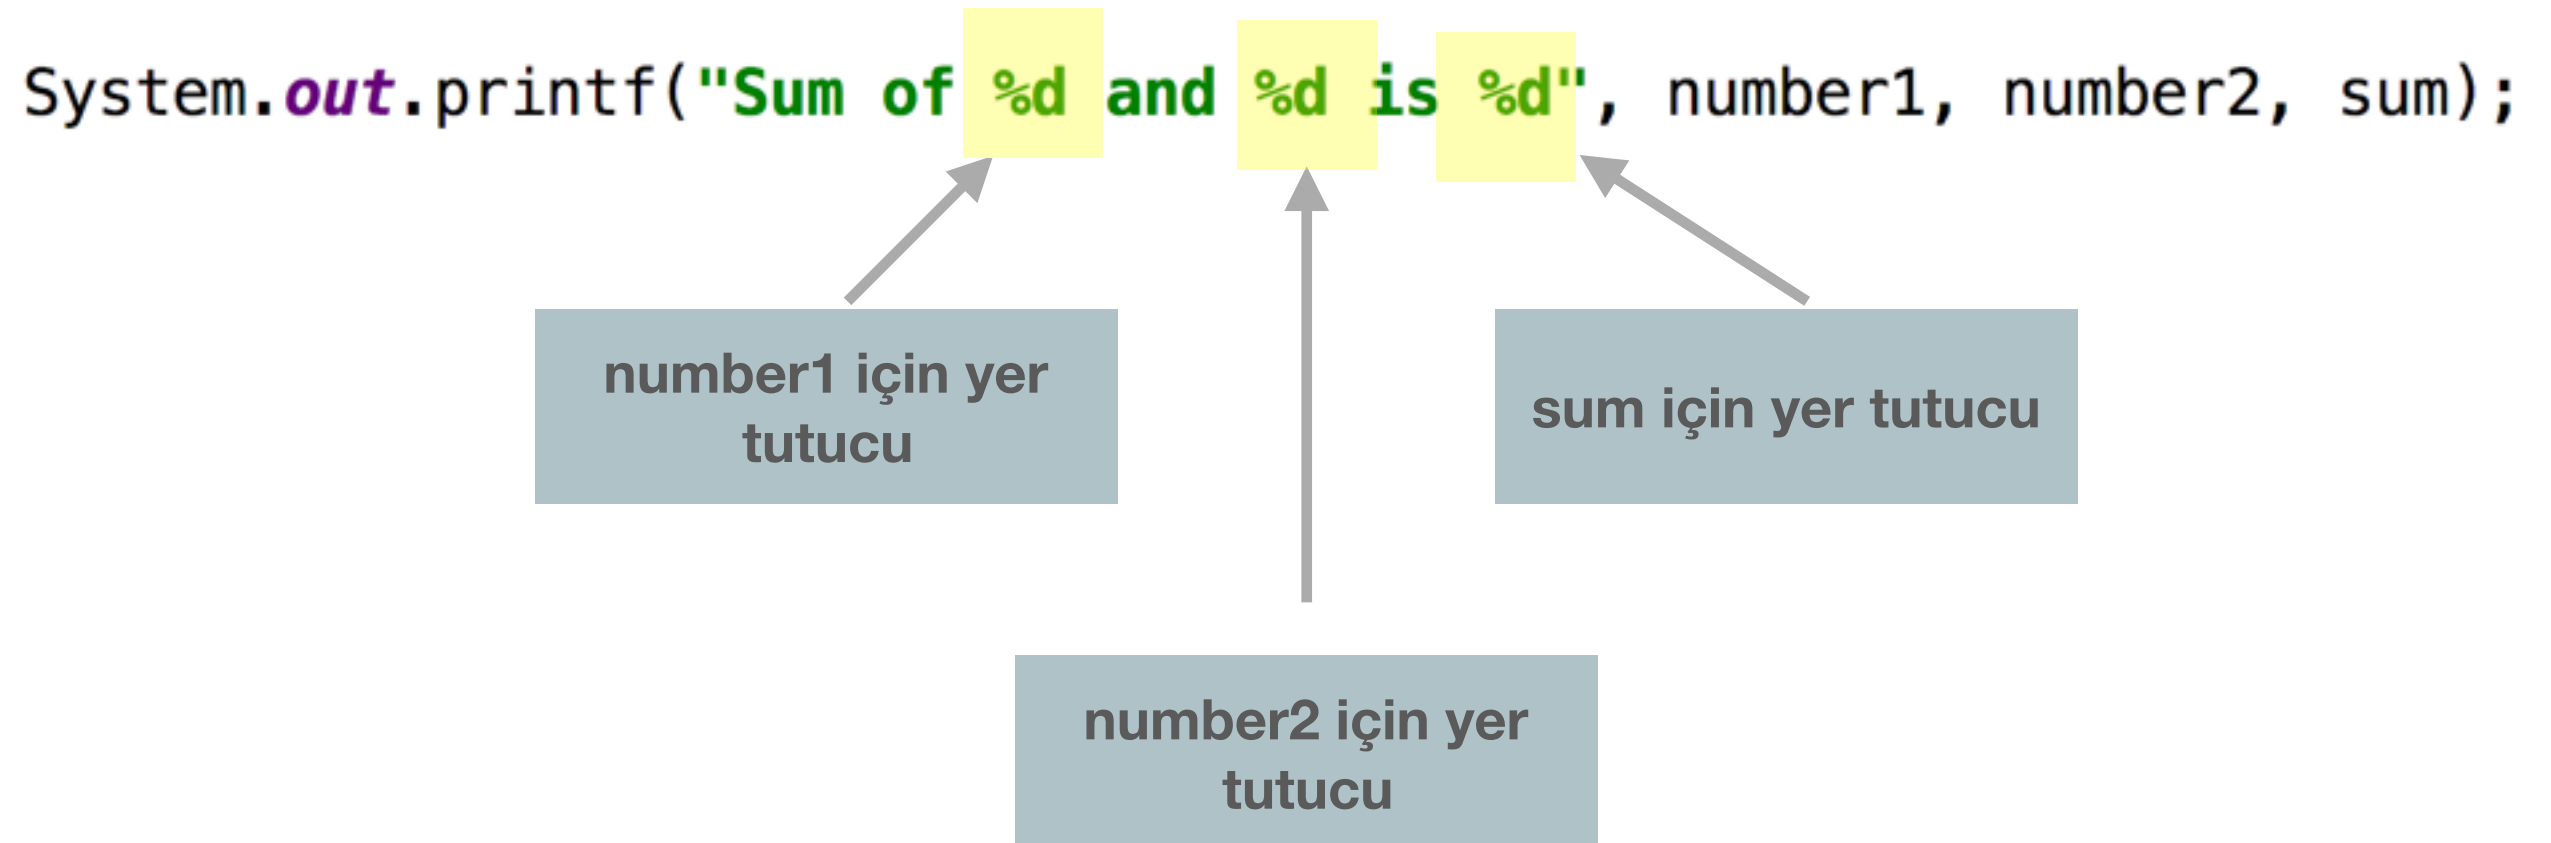 System.out.printf("Sum of %d and %d is %d", number1, number2, sum);
number1 için yer
tutucu
sum için yer tutucu
number2 için yer
tutucu